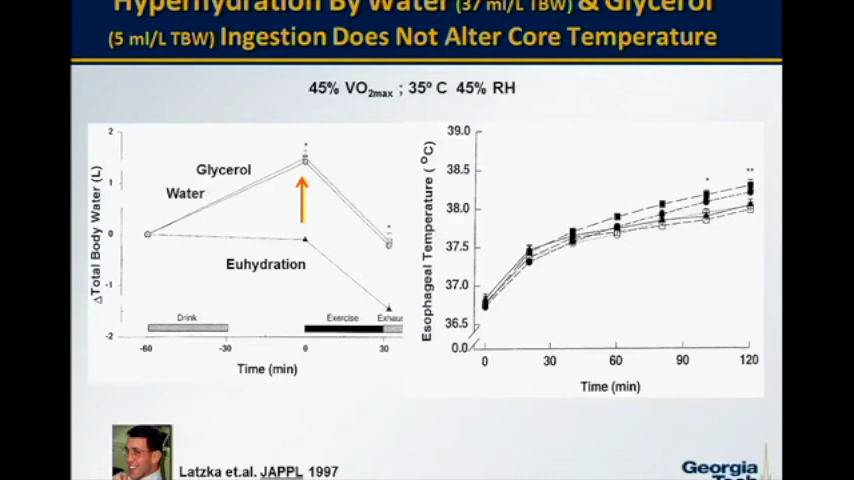 Hyperhydration By Water (37 ml/L TBW) & Glycerol
(5 ml/L TBW) Ingestion Does Not Alter Core Temperature
45% VO2max ; 35º C 45% RH
ΔTotal Body Water (L)
2
1
0
-1
-2
Glycerol
Water
Euhydration
Drink
Exercise
Exhaus
-60
-30
0
30
Time (min)
Esophageal Temperature (°C)
39.0
38.5
38.0
37.5
37.0
36.5
0.0
* **
0
30
60
90
120
Time (min)
Latzka et.al. JAPPL 1997
Georgia
Tech